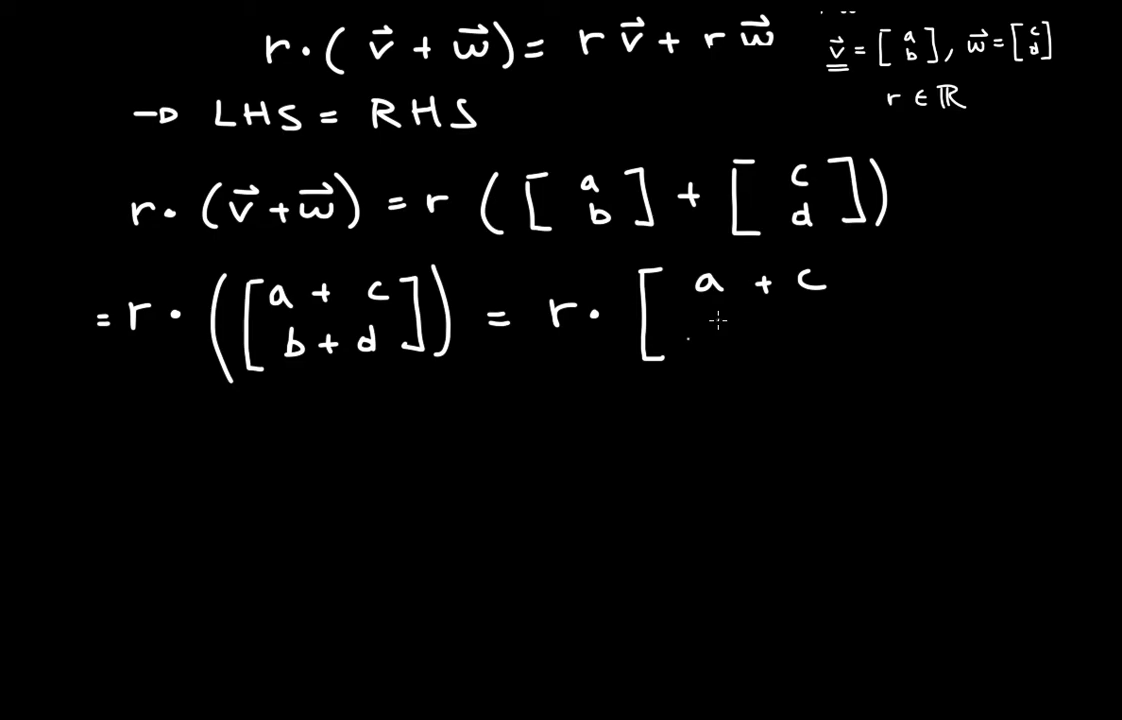 r·(v⃗ + w⃗) = r v⃗ + r w⃗
v⃗ = [a b], w⃗ = [c d]
r ∈ ℝ
→ LHS = RHS
r·(v⃗ + w⃗) = r([a b] + [c d])
= r·([a + c b + d]) = r·[a + c